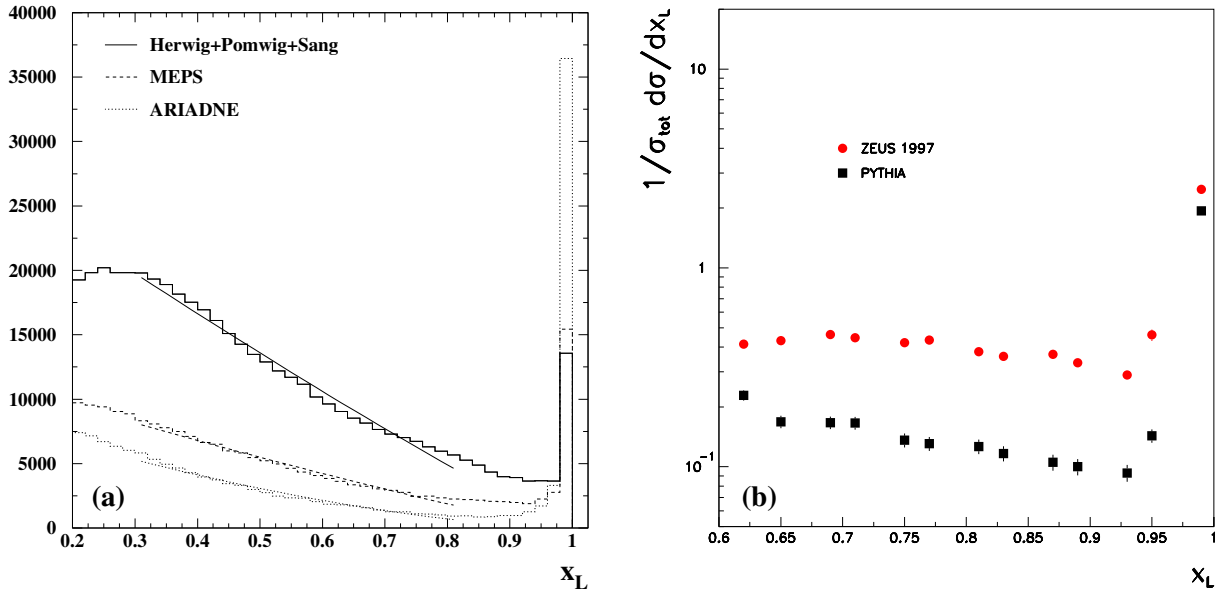 40000
35000
30000
25000
20000
15000
10000
5000
0
Herwig+Pomwig+Sang
MEPS
ARIADNE
(a)
0.2 0.3 0.4 0.5 0.6 0.7 0.8 0.9 1
x_L
1/σ_tot dσ/dx_L
10
1
10⁻¹
ZEUS 1997
PYTHIA
(b)
0.6 0.65 0.7 0.75 0.8 0.85 0.9 0.95 1
x_L